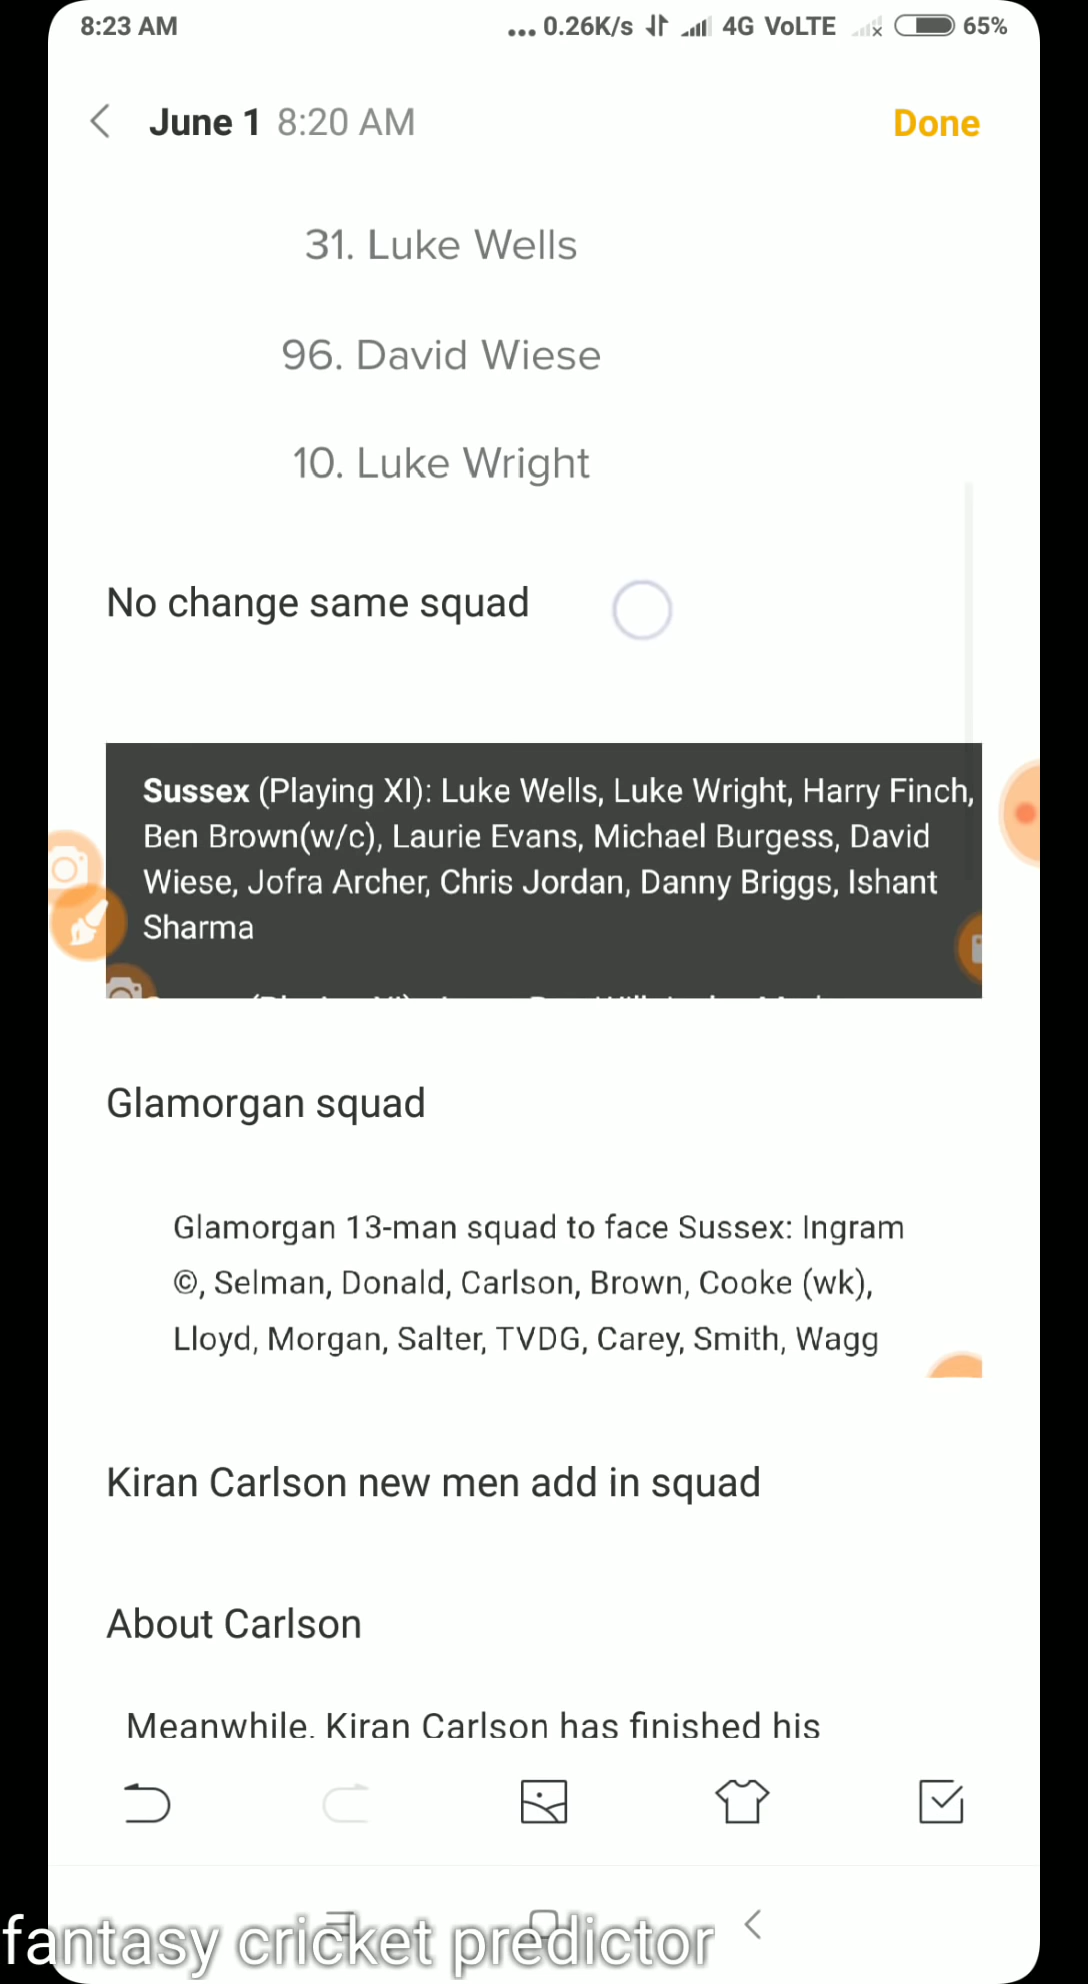 8:23 AM ... 0.26K/s 4G VoLTE 65%
June 1 8:20 AM Done
31. Luke Wells
96. David Wiese
10. Luke Wright
No change same squad
Sussex (Playing XI): Luke Wells, Luke Wright, Harry Finch,
Ben Brown(w/c), Laurie Evans, Michael Burgess, David
Wiese, Jofra Archer, Chris Jordan, Danny Briggs, Ishant
Sharma
Glamorgan squad
Glamorgan 13-man squad to face Sussex: Ingram
©, Selman, Donald, Carlson, Brown, Cooke (wk),
Lloyd, Morgan, Salter, TVDG, Carey, Smith, Wagg
Kiran Carlson new men add in squad
About Carlson
Meanwhile. Kiran Carlson has finished his
fantasy cricket predictor